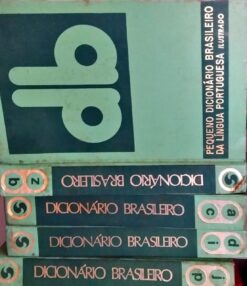 PEQUENO DICIONÁRIO BRASILEIRO
DA LÍNGUA PORTUGUESA ILUSTRADO
db
DICIONÁRIO BRASILEIRO
q z
DICIONÁRIO BRASILEIRO
a c
DICIONÁRIO BRASILEIRO
d i
DICIONÁRIO BRASILEIRO
j p